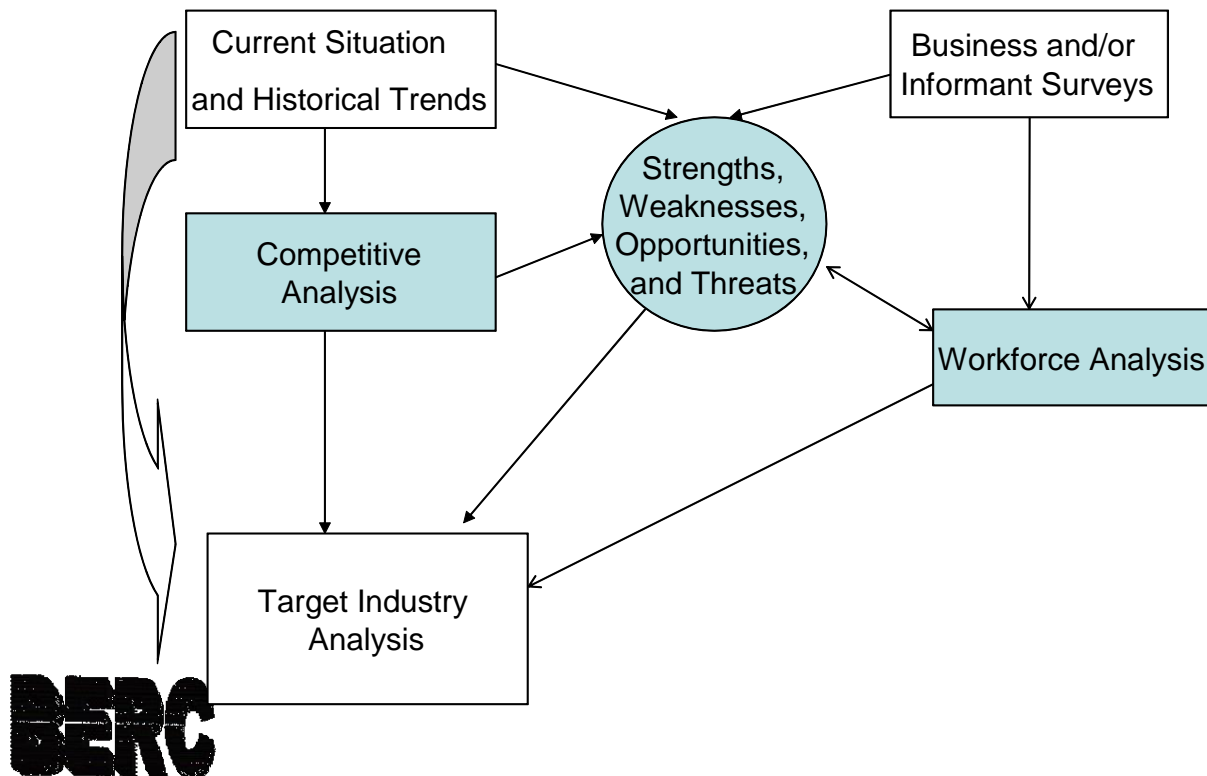 Current Situation
and Historical Trends
Business and/or
Informant Surveys
Strengths,
Weaknesses,
Opportunities,
and Threats
Competitive
Analysis
Workforce Analysis
Target Industry
Analysis
BERC